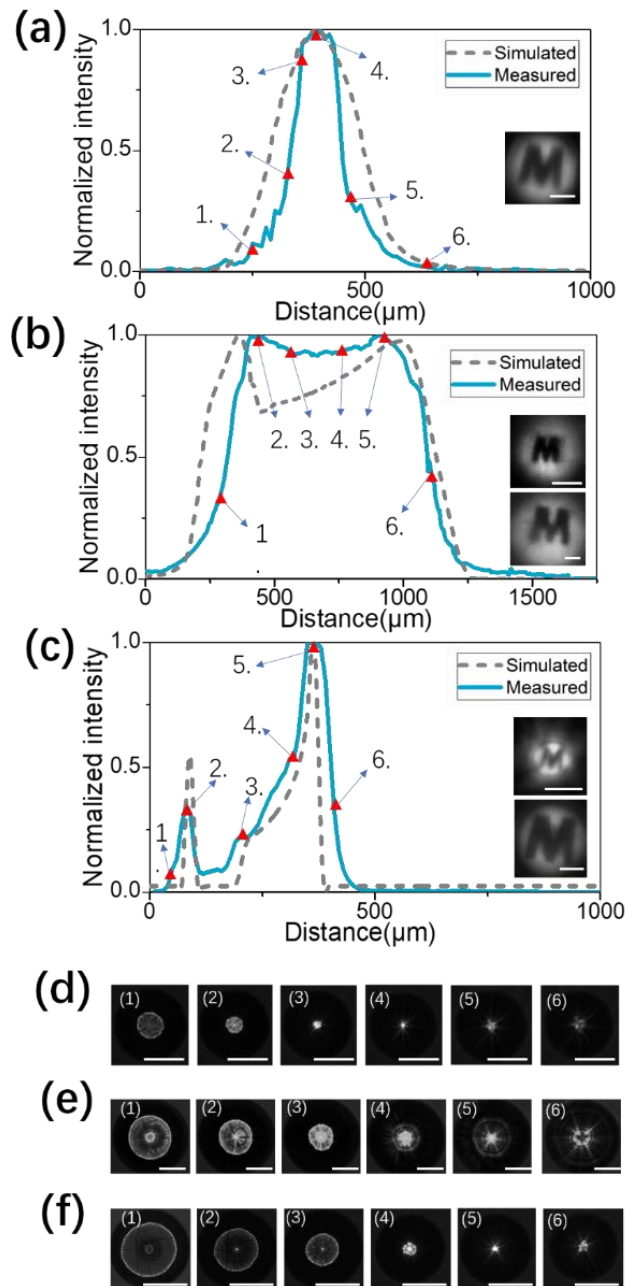 (a)
1.0
0.5
0.0
Normalized intensity
3.
4.
2.
5.
1.
6.
Simulated
Measured
M
0
500
1000
Distance(μm)
(b)
1.0
0.5
0.0
Normalized intensity
Simulated
Measured
2. 3. 4. 5.
1
.
6.
M
M
0
500
1000
1500
Distance(μm)
(c)
1.0
0.5
0.0
Normalized intensity
5.
4.
2.
3.
6.
1
.
Simulated
Measured
M
M
0
500
1000
Distance(μm)
(d)
(1) (2) (3) (4) (5) (6)
(e)
(1) (2) (3) (4) (5) (6)
(f)
(1) (2) (3) (4) (5) (6)